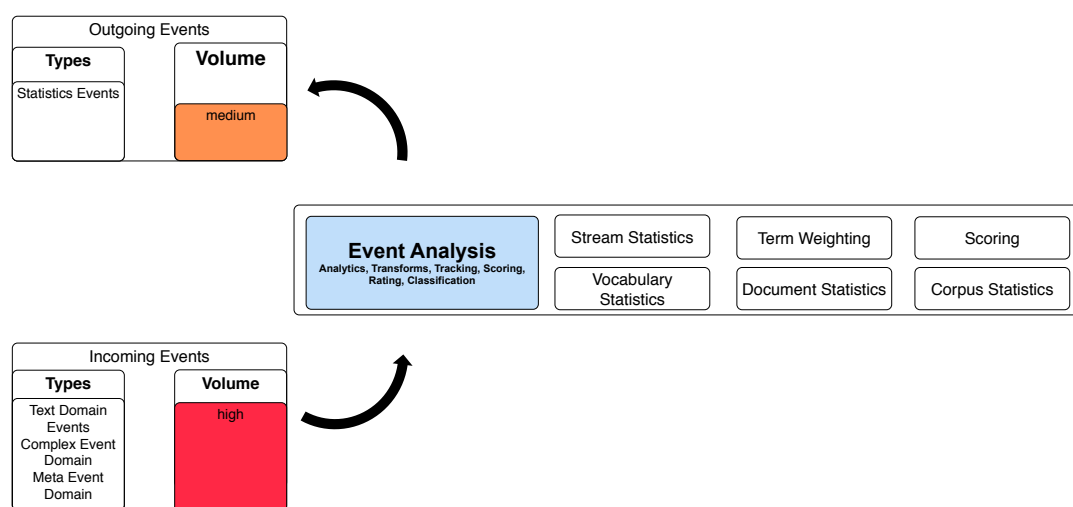 Outgoing Events
Types
Volume
Statistics Events
medium
Event Analysis
Analytics, Transforms, Tracking, Scoring,
Rating, Classification
Stream Statistics
Term Weighting
Scoring
Vocabulary
Statistics
Document Statistics
Corpus Statistics
Incoming Events
Types
Volume
Text Domain
Events
Complex Event
Domain
Meta Event
Domain
high